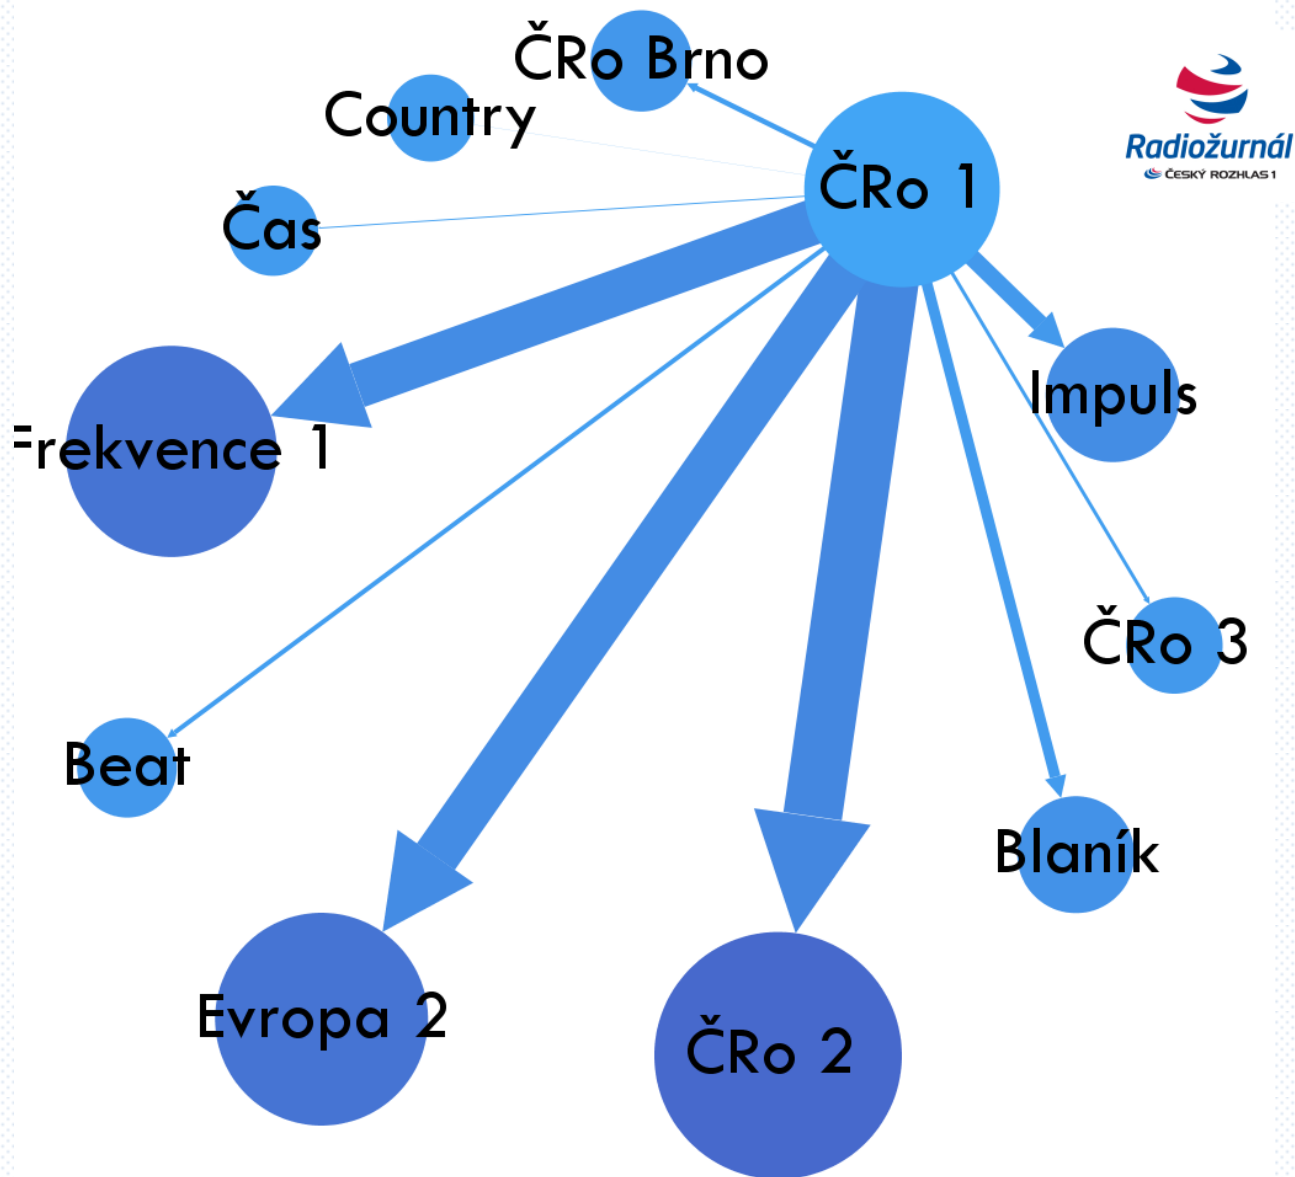 ČRo Brno
Country
ČRo 1
Radiožurnál
ČESKÝ ROZHLAS 1
Čas
Impuls
Frekvence 1
ČRo 3
Beat
Blaník
Evropa 2
ČRo 2